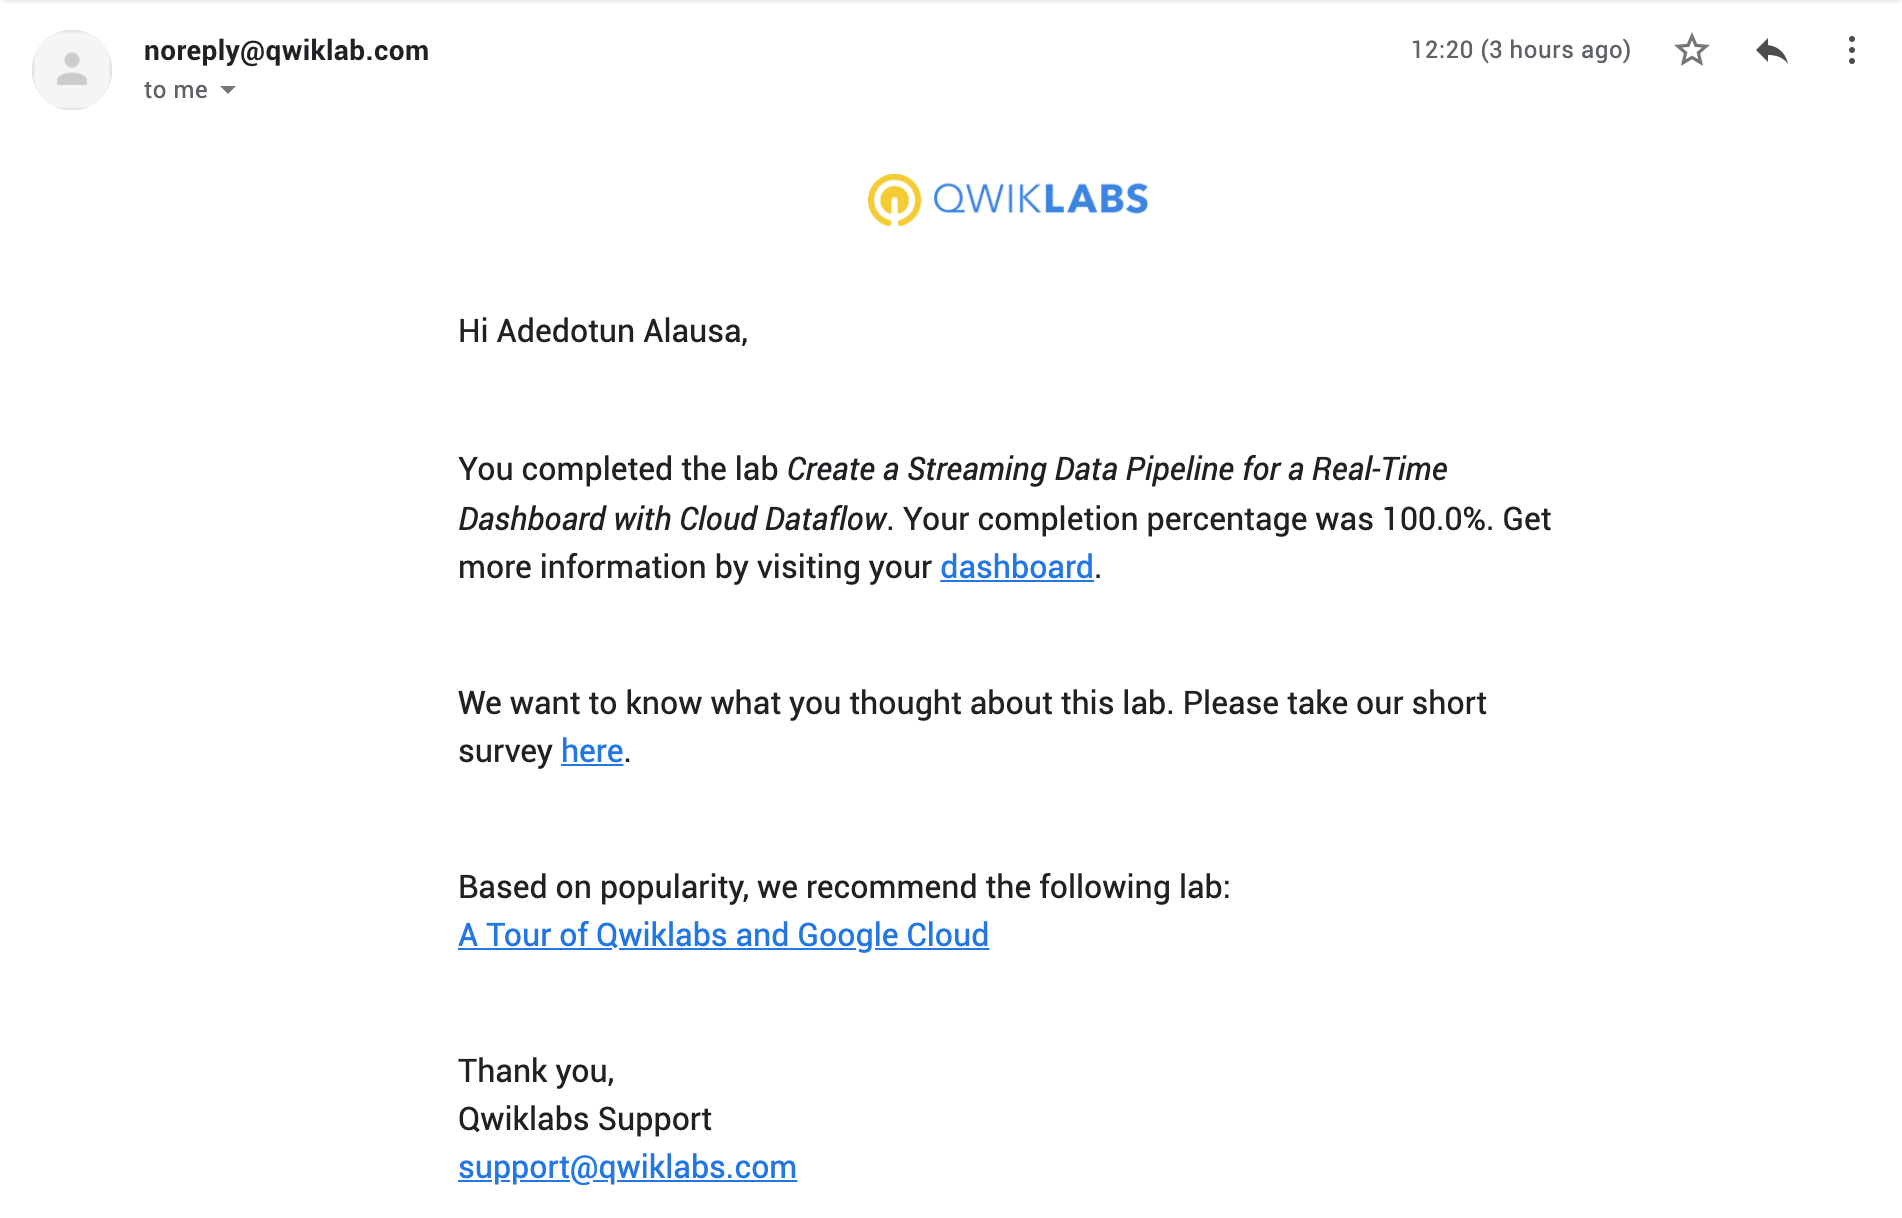 noreply@qwiklab.com
12:20 (3 hours ago)
to me
QWIKLABS
Hi Adedotun Alausa,
You completed the lab Create a Streaming Data Pipeline for a Real-Time
Dashboard with Cloud Dataflow. Your completion percentage was 100.0%. Get
more information by visiting your dashboard.
We want to know what you thought about this lab. Please take our short
survey here.
Based on popularity, we recommend the following lab:
A Tour of Qwiklabs and Google Cloud
Thank you,
Qwiklabs Support
support@qwiklabs.com